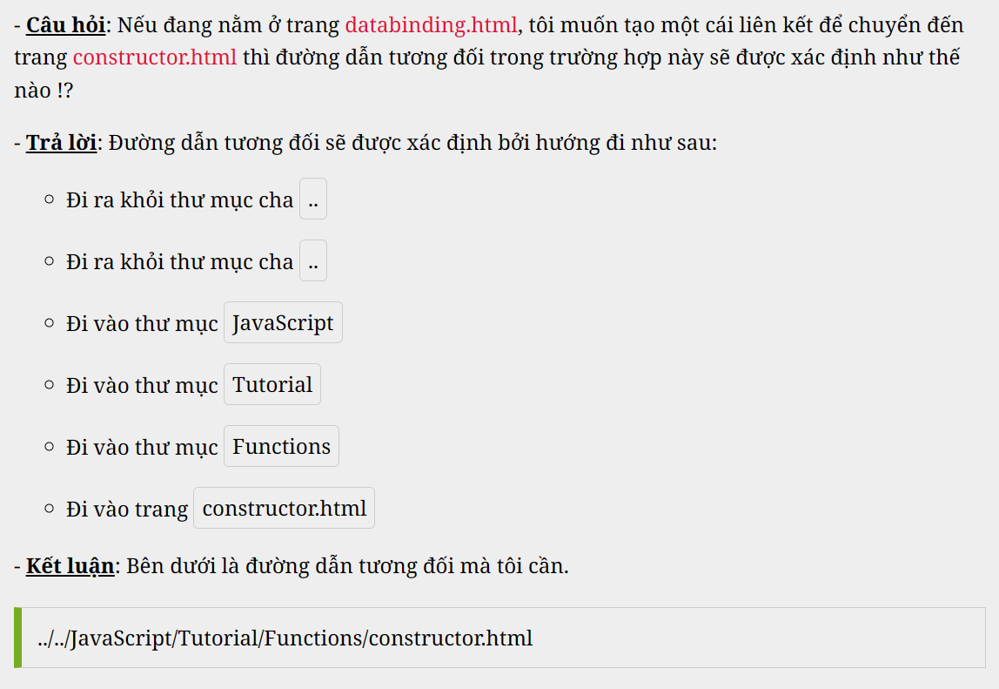 - Câu hỏi: Nếu đang nằm ở trang databinding.html, tôi muốn tạo một cái liên kết để chuyển đến
trang constructor.html thì đường dẫn tương đối trong trường hợp này sẽ được xác định như thế
nào !?
- Trả lời: Đường dẫn tương đối sẽ được xác định bởi hướng đi như sau:
Đi ra khỏi thư mục cha ..
Đi ra khỏi thư mục cha ..
Đi vào thư mục JavaScript
Đi vào thư mục Tutorial
Đi vào thư mục Functions
Đi vào trang constructor.html
- Kết luận: Bên dưới là đường dẫn tương đối mà tôi cần.
../../JavaScript/Tutorial/Functions/constructor.html